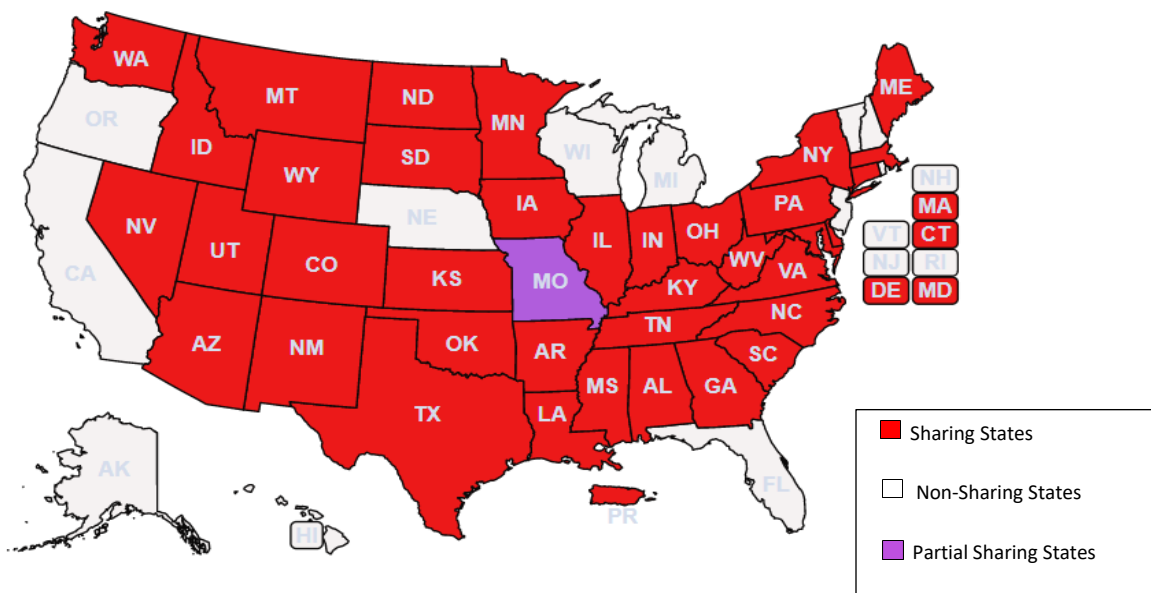 WA
MT
ND
MN
OR
ID
SD
WI
MI
NY
ME
WY
IA
NE
PA
NH
MA
VT CT
NJ RI
DE MD
NV
UT
CO
KS
MO
IL
IN
OH
WV
VA
KY
CA
AZ
NM
OK
AR
TN
NC
SC
TX
LA
MS
AL
GA
AK
HI
FL
PR
Sharing States
Non-Sharing States
Partial Sharing States